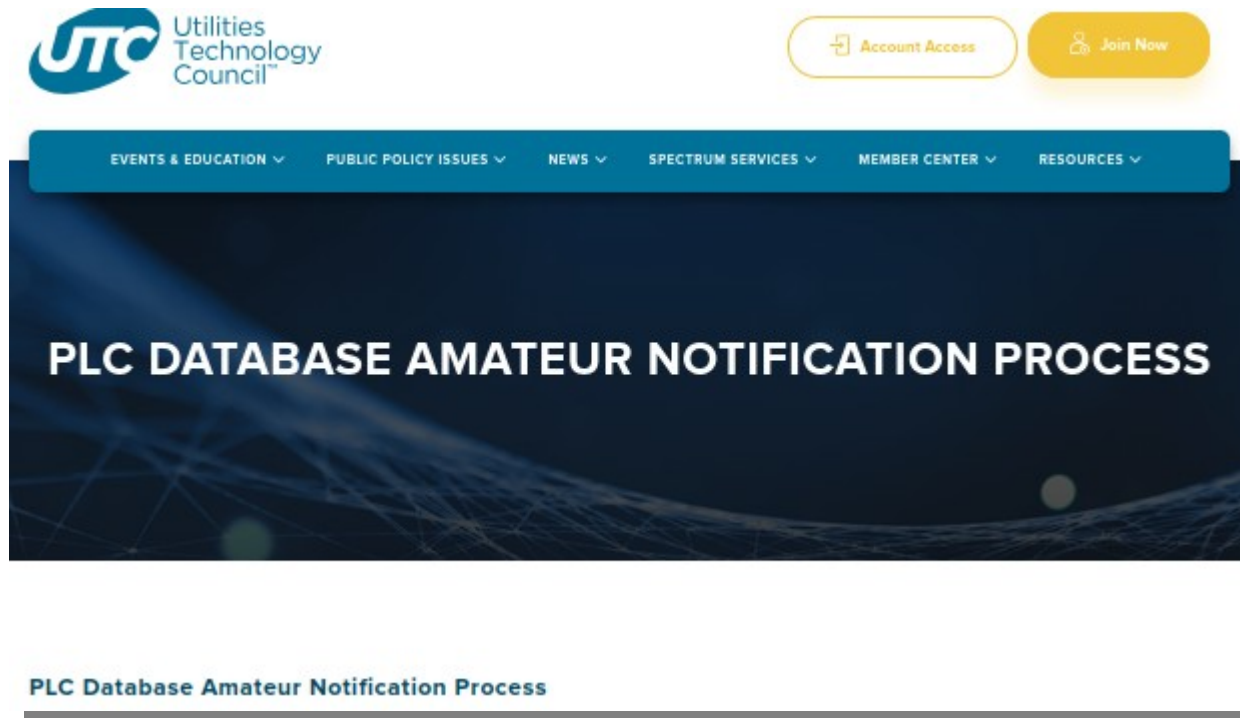 UTC Utilities
Technology
Council™
Account Access
Join Now
EVENTS & EDUCATION
PUBLIC POLICY ISSUES
NEWS
SPECTRUM SERVICES
MEMBER CENTER
RESOURCES
PLC DATABASE AMATEUR NOTIFICATION PROCESS
PLC Database Amateur Notification Process